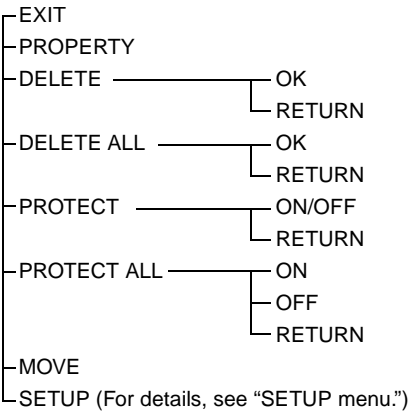 EXIT
PROPERTY
DELETE OK
RETURN
DELETE ALL OK
RETURN
PROTECT ON/OFF
RETURN
PROTECT ALL ON
OFF
RETURN
MOVE
SETUP (For details, see “SETUP menu.”)